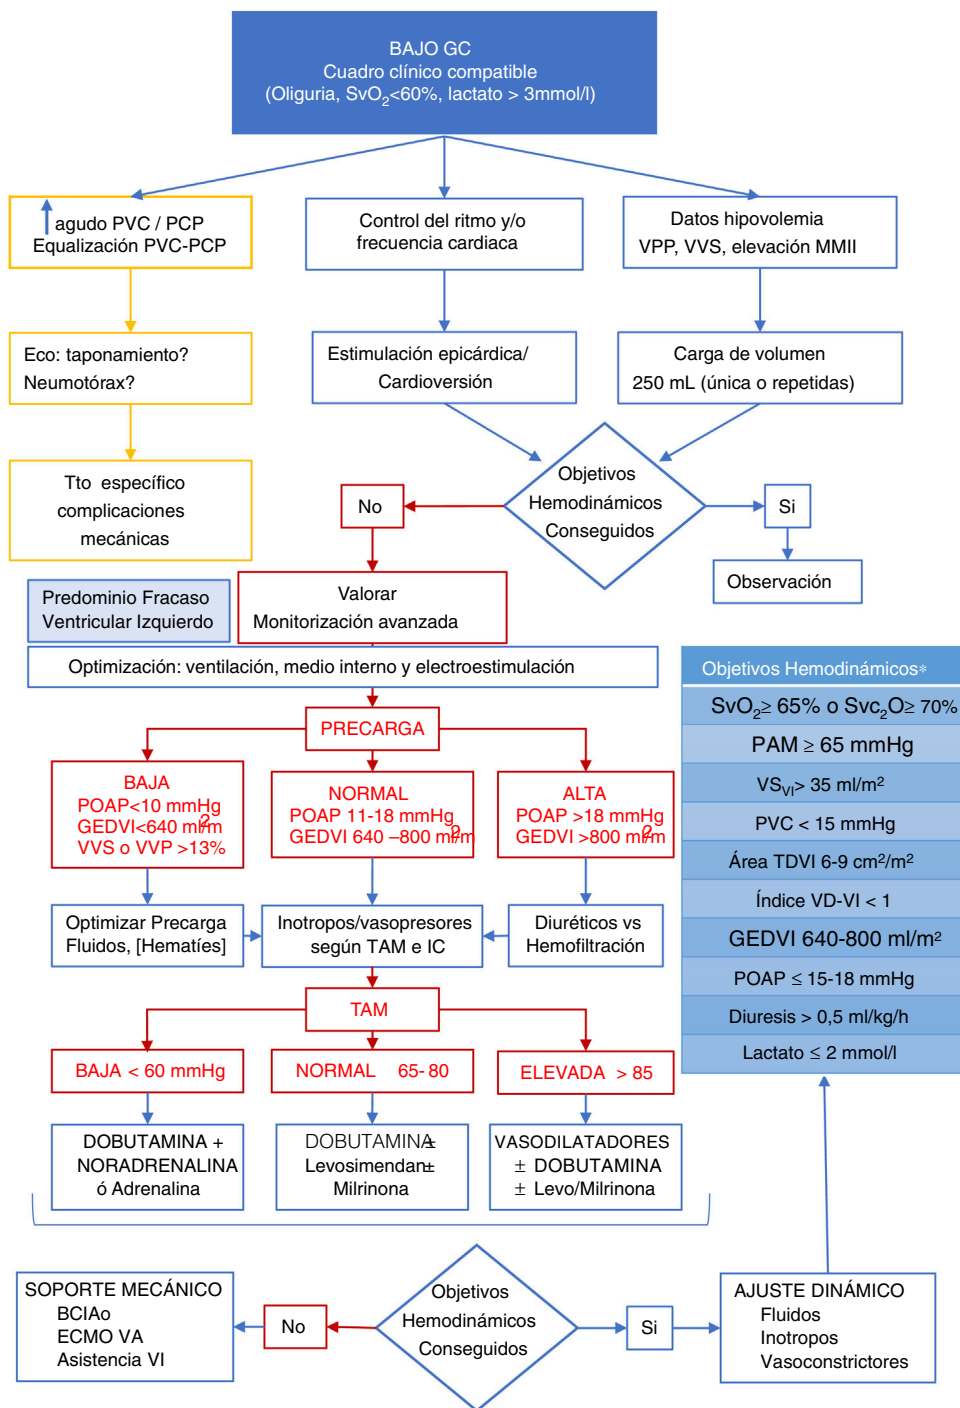 BAJO GC
Cuadro clínico compatible
(Oliguria, SvO₂<60%, lactato > 3mmol/l)
agudo PVC / PCP
Equalización PVC-PCP
Control del ritmo y/o
frecuencia cardiaca
Datos hipovolemia
VPP, VVS, elevación MMII
Eco: taponamiento?
Neumotórax?
Estimulación epicárdica/
Cardioversión
Carga de volumen
250 mL (única o repetidas)
Tto específico
complicaciones
mecánicas
Objetivos
Hemodinámicos
Conseguidos
No
Si
Observación
Predominio Fracaso
Ventricular Izquierdo
Valorar
Monitorización avanzada
Optimización: ventilación, medio interno y electroestimulación
PRECARGA
BAJA
POAP<10 mmHg
GEDVI<640 ml/m²
VVS o VVP >13%
NORMAL
POAP 11-18 mmHg
GEDVI 640 –800 ml/m²
ALTA
POAP >18 mmHg
GEDVI >800 ml/m²
Optimizar Precarga
Fluidos, [Hematíes]
Inotropos/vasopresores
según TAM e IC
Diuréticos vs
Hemofiltración
TAM
BAJA < 60 mmHg
NORMAL 65-80
ELEVADA > 85
DOBUTAMINA +
NORADRENALINA
ó Adrenalina
DOBUTAMINA±
Levosimendan±
Milrinona
VASODILATADORES
± DOBUTAMINA
± Levo/Milrinona
Objetivos Hemodinámicos*
SvO₂≥ 65% o Svc₂O≥ 70%
PAM ≥ 65 mmHg
VS_VI> 35 ml/m²
PVC < 15 mmHg
Área TDVI 6-9 cm²/m²
Índice VD-VI < 1
GEDVI 640-800 ml/m²
POAP ≤ 15-18 mmHg
Diuresis > 0,5 ml/kg/h
Lactato ≤ 2 mmol/l
SOPORTE MECÁNICO
BCIAo
ECMO VA
Asistencia VI
No
Objetivos
Hemodinámicos
Conseguidos
Si
AJUSTE DINÁMICO
Fluidos
Inotropos
Vasoconstrictores